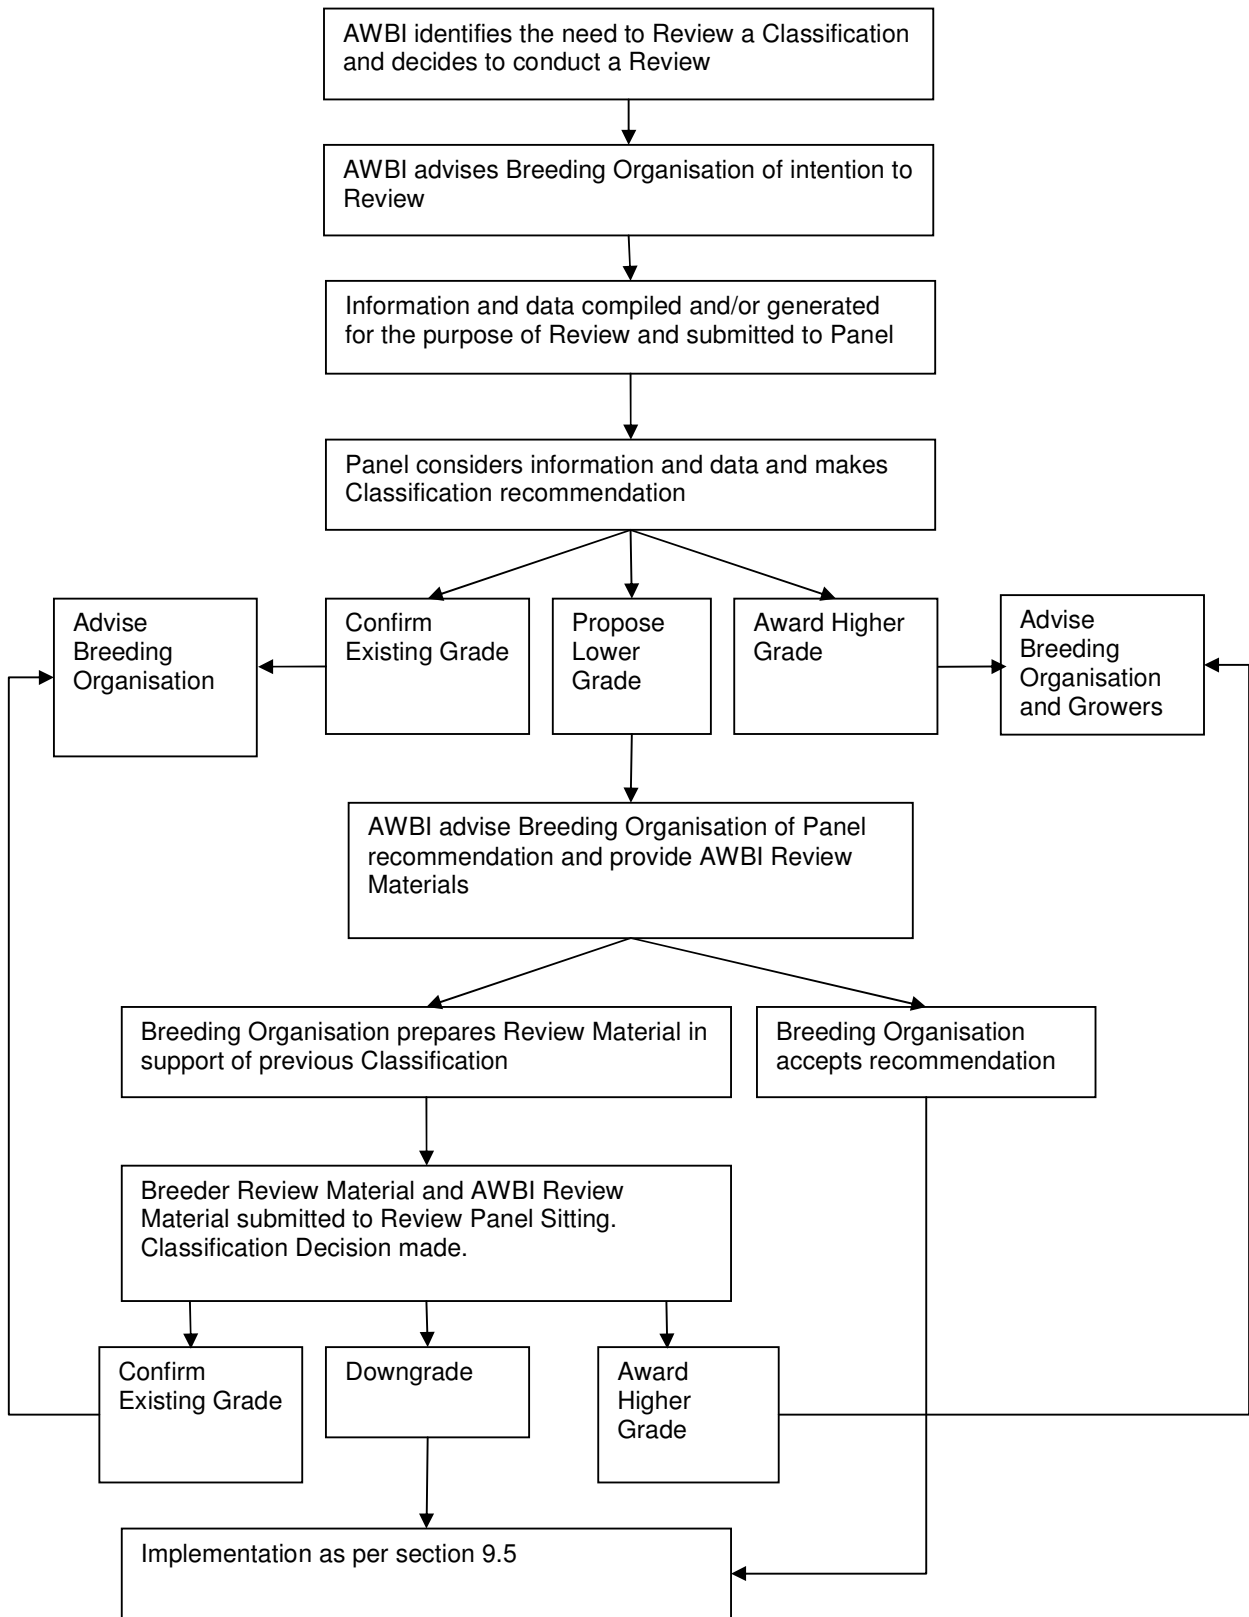 AWBI identifies the need to Review a Classification
and decides to conduct a Review
AWBI advises Breeding Organisation of intention to
Review
Information and data compiled and/or generated
for the purpose of Review and submitted to Panel
Panel considers information and data and makes
Classification recommendation
Advise
Breeding
Organisation
Confirm
Existing Grade
Propose
Lower
Grade
Award Higher
Grade
Advise
Breeding
Organisation
and Growers
AWBI advise Breeding Organisation of Panel
recommendation and provide AWBI Review
Materials
Breeding Organisation prepares Review Material in
support of previous Classification
Breeding Organisation
accepts recommendation
Breeder Review Material and AWBI Review
Material submitted to Review Panel Sitting.
Classification Decision made.
Confirm
Existing Grade
Downgrade
Award
Higher
Grade
Implementation as per section 9.5